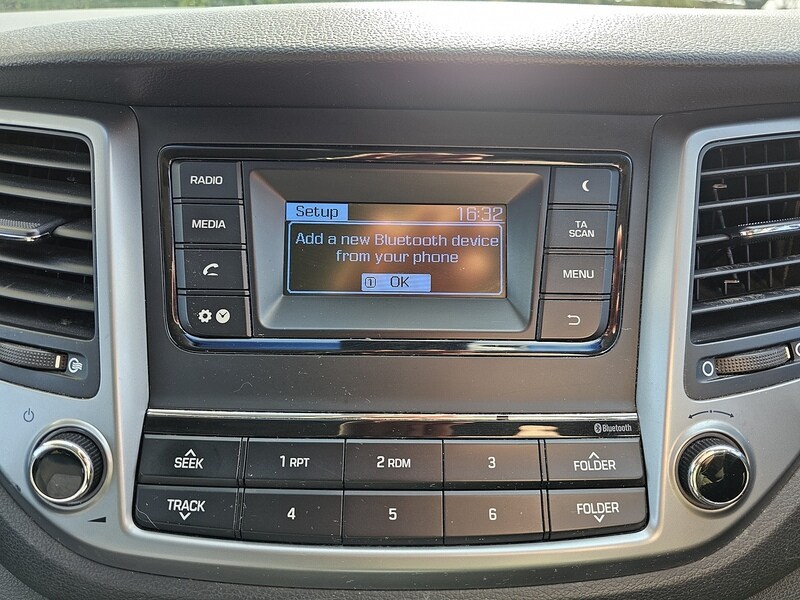 RADIO
MEDIA
Setup 16:32
Add a new Bluetooth device
from your phone
1 OK
TA
SCAN
MENU
Bluetooth
SEEK
1 RPT
2 RDM
3
FOLDER
TRACK
4
5
6
FOLDER